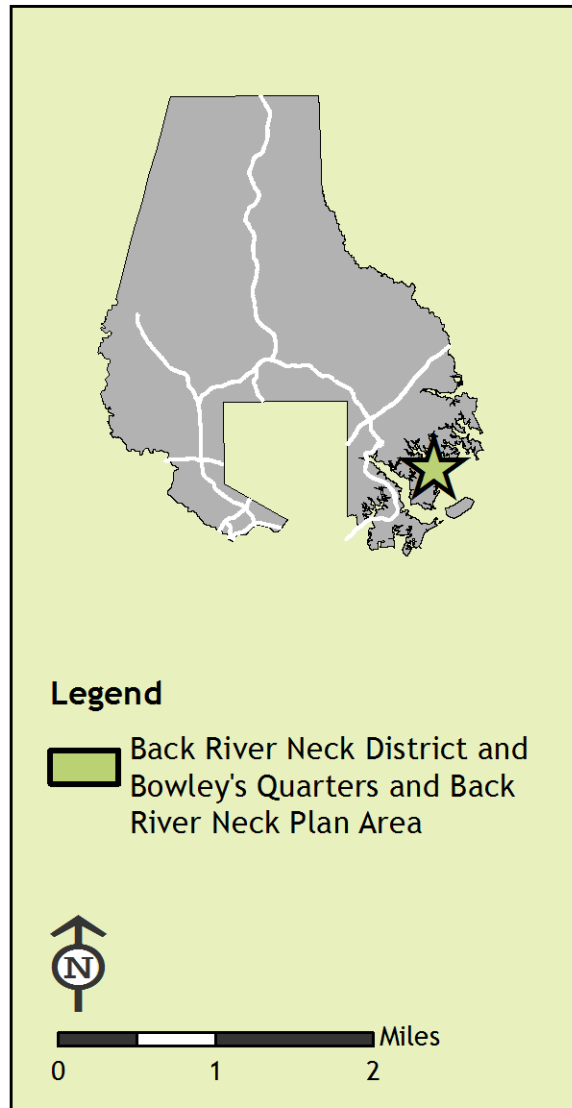 Legend
Back River Neck District and
Bowley's Quarters and Back
River Neck Plan Area
N
Miles
0 1 2